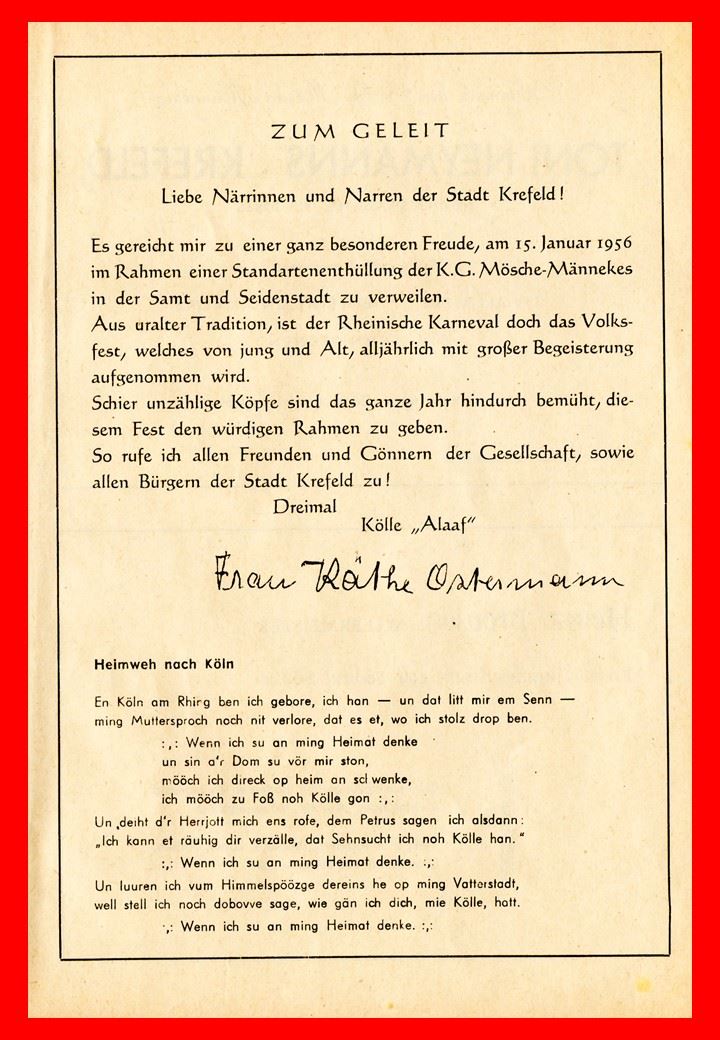 ZUM GELEIT
Liebe Närrinnen und Narren der Stadt Krefeld!
Es gereicht mir zu einer ganz besonderen Freude, am 15. Januar 1956
im Rahmen einer Standartenenthüllung der K.G. Mösche-Männekes
in der Samt und Seidenstadt zu verweilen.
Aus uralter Tradition, ist der Rheinische Karneval doch das Volks-
fest, welches von jung und Alt, alljährlich mit großer Begeisterung
aufgenommen wird.
Schier unzählige Köpfe sind das ganze Jahr hindurch bemüht, die-
sem Fest den würdigen Rahmen zu geben.
So rufe ich allen Freunden und Gönnern der Gesellschaft, sowie
allen Bürgern der Stadt Krefeld zu!
Dreimal
Kölle „Alaaf“
Frau Käthe Ostermann
Heimweh nach Köln
En Köln am Rhing ben ich gebore, ich han — un dat litt mir em Senn —
ming Muttersproch noch nit verlore, dat es et, wo ich stolz drop ben.
:,: Wenn ich su an ming Heimat denke
un sin d'r Dom su vör mir ston,
mööch ich direck op heim an schwenke,
ich mööch zu Foß noh Kölle gon :,:
Un deiht d'r Herrjott mich ens rofe, dem Petrus sagen ich alsdann:
„Ich kann et räuhig dir verzälle, dat Sehnsucht ich noh Kölle han.“
:,: Wenn ich su an ming Heimat denke. :,:
Un luuren ich vum Himmelspöözge dereins he op ming Vatterstadt,
well stell ich noch dobovve sage, wie gän ich dich, mie Kölle, hatt.
:,: Wenn ich su an ming Heimat denke. :,: